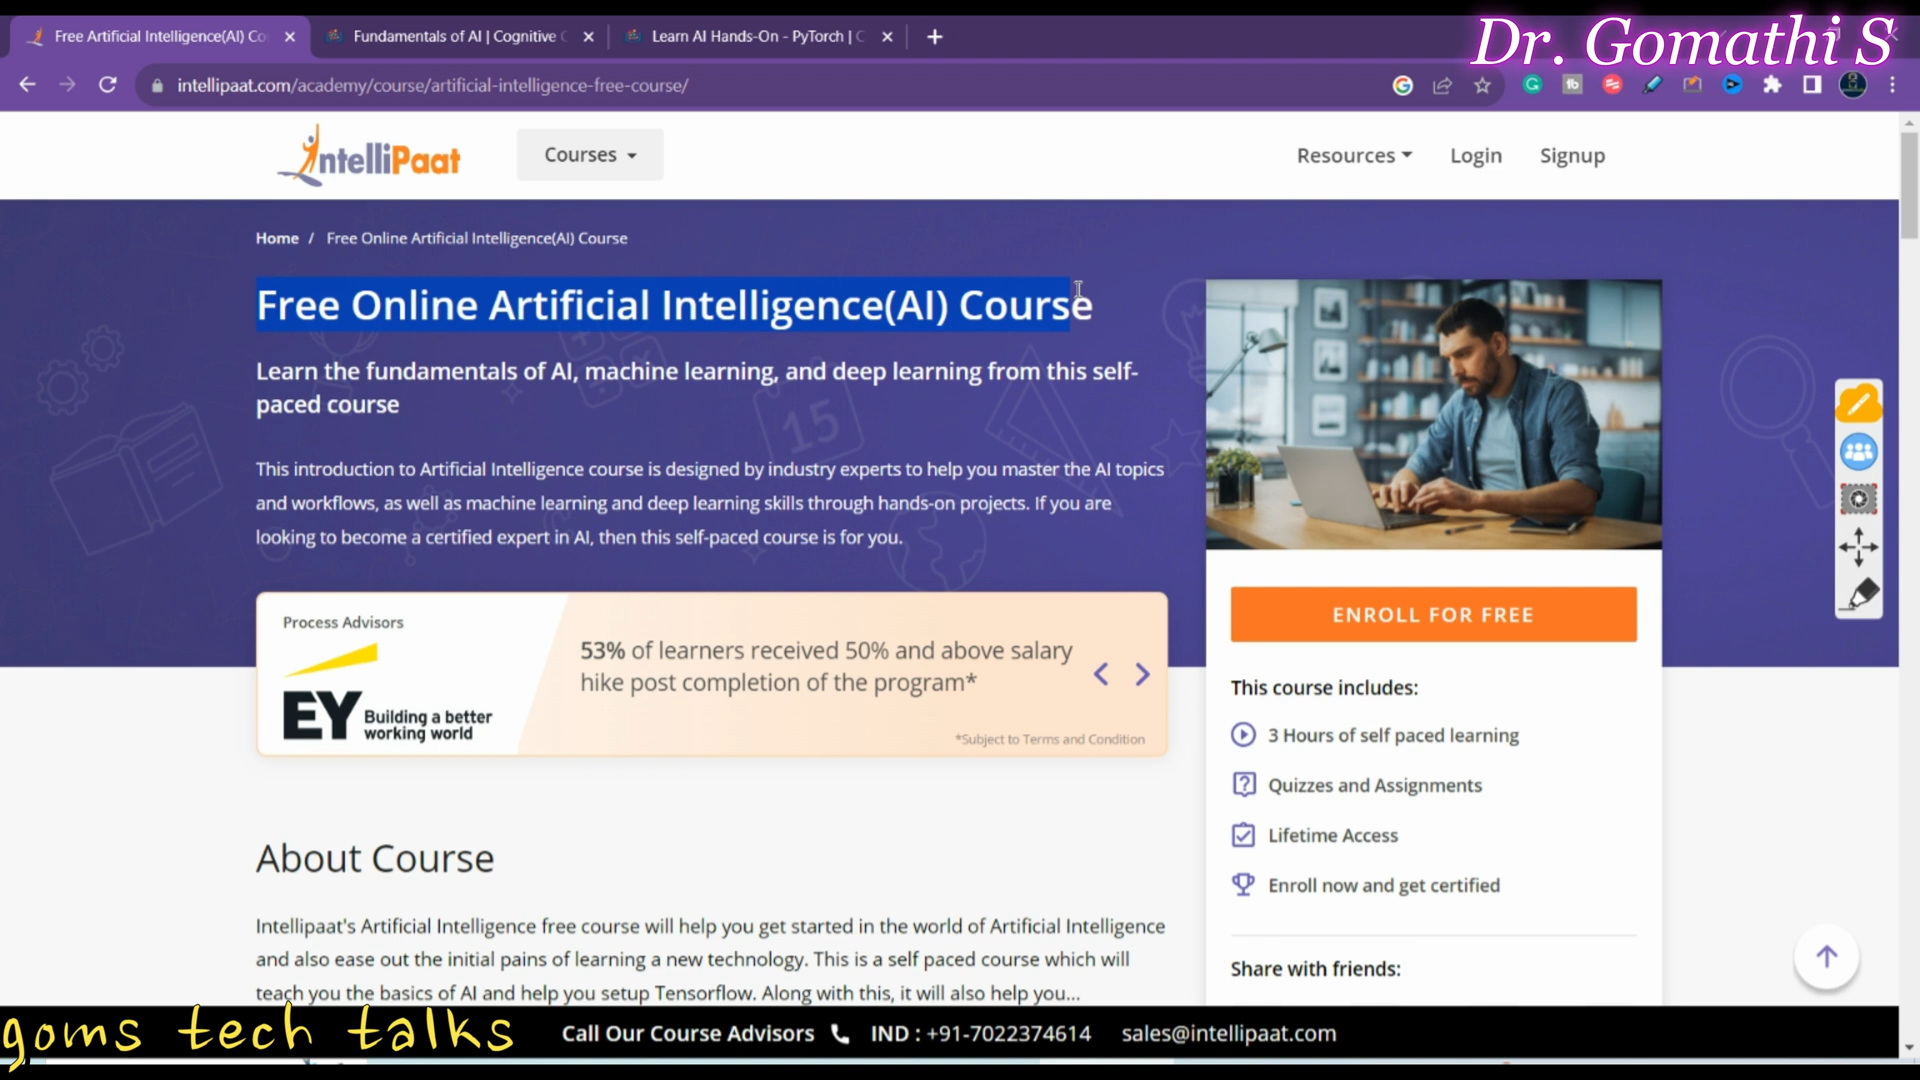 Dr. Gomathi S
Free Artificial Intelligence(AI) Co
Fundamentals of AI | Cognitive C
Learn AI Hands-On - PyTorch | C
intellipaat.com/academy/course/artificial-intelligence-free-course/
IntelliPaat
Courses
Resources
Login
Signup
Home / Free Online Artificial Intelligence(AI) Course
Free Online Artificial Intelligence(AI) Course
Learn the fundamentals of AI, machine learning, and deep learning from this self-
paced course
This introduction to Artificial Intelligence course is designed by industry experts to help you master the AI topics
and workflows, as well as machine learning and deep learning skills through hands-on projects. If you are
looking to become a certified expert in AI, then this self-paced course is for you.
Process Advisors
EY
Building a better
working world
53% of learners received 50% and above salary
hike post completion of the program*
*Subject to Terms and Condition
ENROLL FOR FREE
This course includes:
3 Hours of self paced learning
Quizzes and Assignments
Lifetime Access
Enroll now and get certified
Share with friends:
About Course
Intellipaat's Artificial Intelligence free course will help you get started in the world of Artificial Intelligence
and also ease out the initial pains of learning a new technology. This is a self paced course which will
teach you the basics of AI and help you setup Tensorflow. Along with this, it will also help you...
goms tech talks
Call Our Course Advisors IND : +91-7022374614 sales@intellipaat.com
15